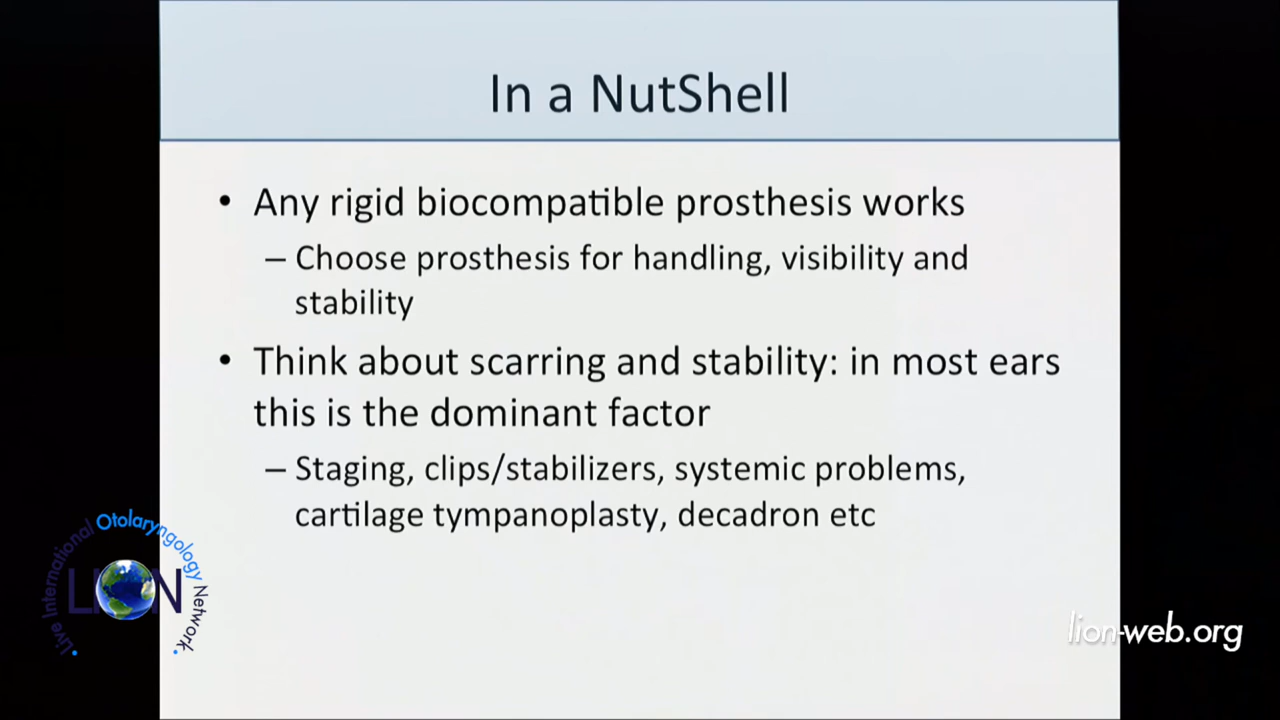 In a NutShell
• Any rigid biocompatible prosthesis works
– Choose prosthesis for handling, visibility and
stability
• Think about scarring and stability: in most ears
this is the dominant factor
– Staging, clips/stabilizers, systemic problems,
cartilage tympanoplasty, decadron etc
• Live International Otolaryngology Network •
LION
lion-web.org